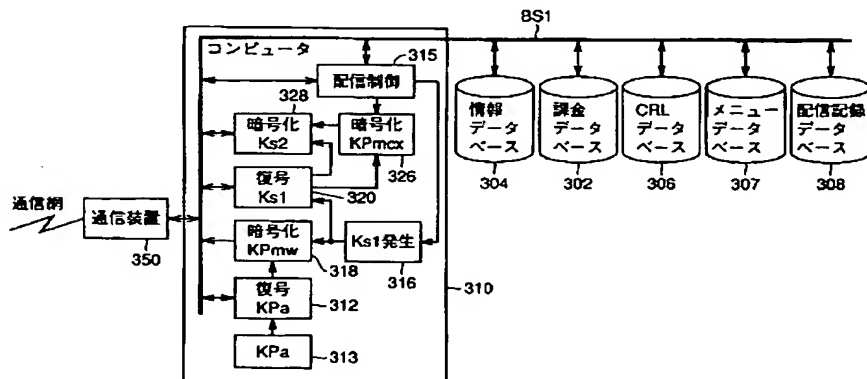 BS1
コンピュータ
315
配信制御
328
暗号化
Ks2
暗号化
KPmcx
326
復号
Ks1
320
通信網
通信装置
350
暗号化
KPmw
318
Ks1発生
316
310
復号
KPa
312
KPa
313
情報
データ
ベース
304
課金
データ
ベース
302
CRL
データ
ベース
306
メニュー
データ
ベース
307
配信記録
データ
ベース
308